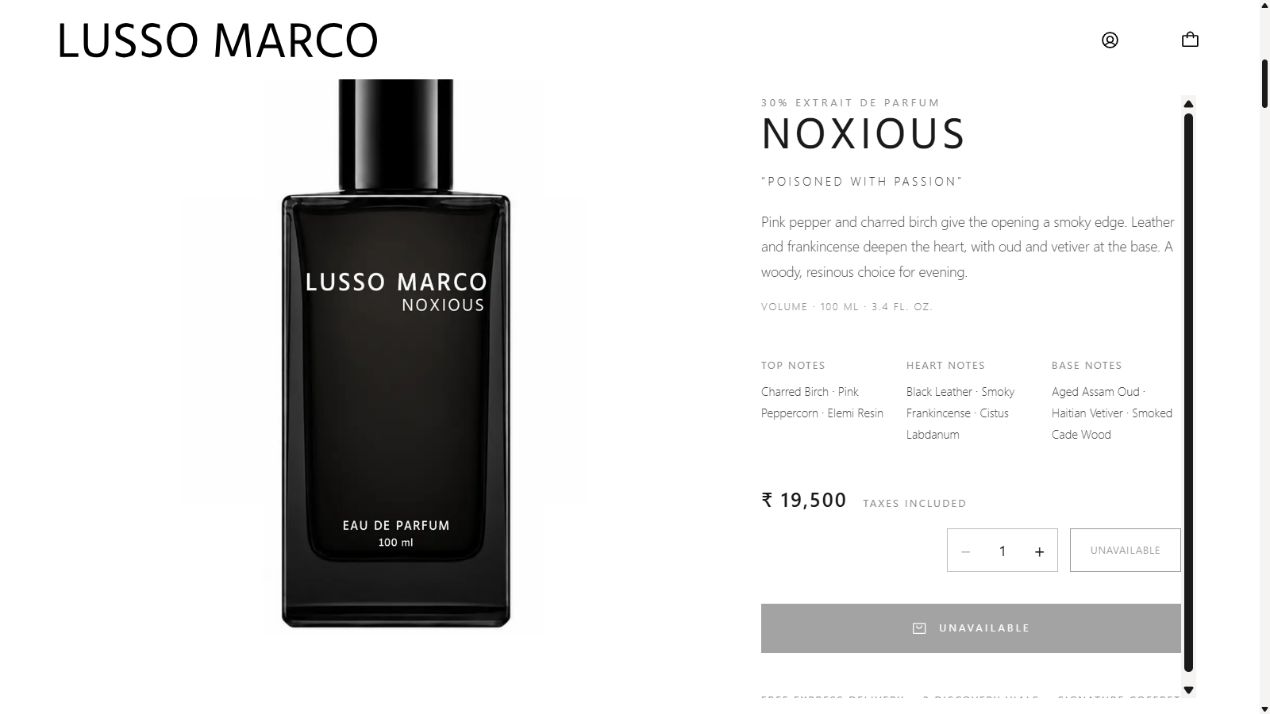 LUSSO MARCO
30% EXTRAIT DE PARFUM
NOXIOUS
"POISONED WITH PASSION"
Pink pepper and charred birch give the opening a smoky edge. Leather
and frankincense deepen the heart, with oud and vetiver at the base. A
woody, resinous choice for evening.
VOLUME · 100 ML · 3.4 FL. OZ.
TOP NOTES
Charred Birch · Pink
Peppercorn · Elemi Resin
HEART NOTES
Black Leather · Smoky
Frankincense · Cistus
Labdanum
BASE NOTES
Aged Assam Oud ·
Haitian Vetiver · Smoked
Cade Wood
₹ 19,500 TAXES INCLUDED
− 1 + UNAVAILABLE
UNAVAILABLE
LUSSO MARCO
NOXIOUS
EAU DE PARFUM
100 ml